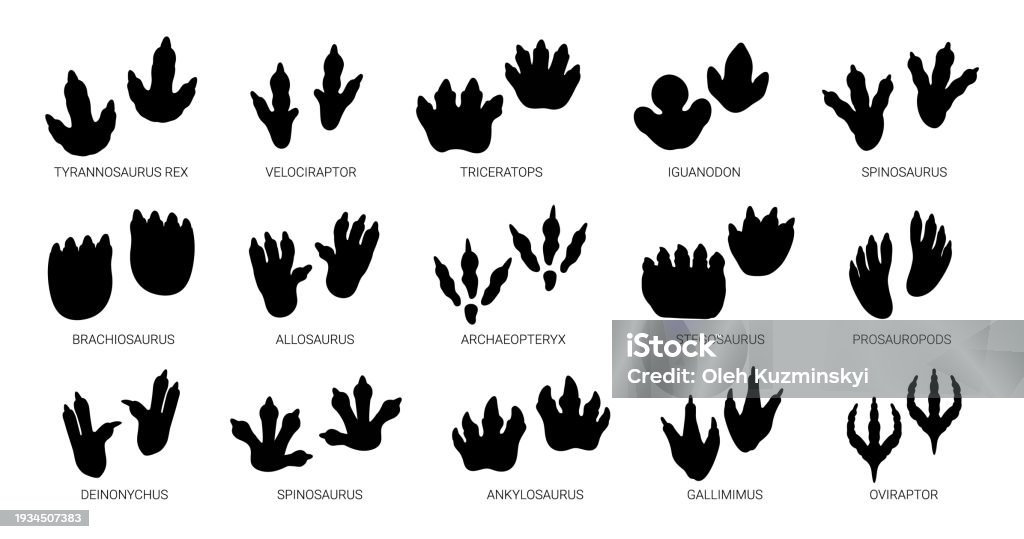 TYRANNOSAURUS REX
VELOCIRAPTOR
TRICERATOPS
IGUANODON
SPINOSAURUS
BRACHIOSAURUS
ALLOSAURUS
ARCHAEOPTERYX
STEGOSAURUS
PROSAUROPODS
iStock
Credit: Oleh Kuzminskyi
DEINONYCHUS
SPINOSAURUS
ANKYLOSAURUS
GALLIMIMUS
OVIRAPTOR
1934507383